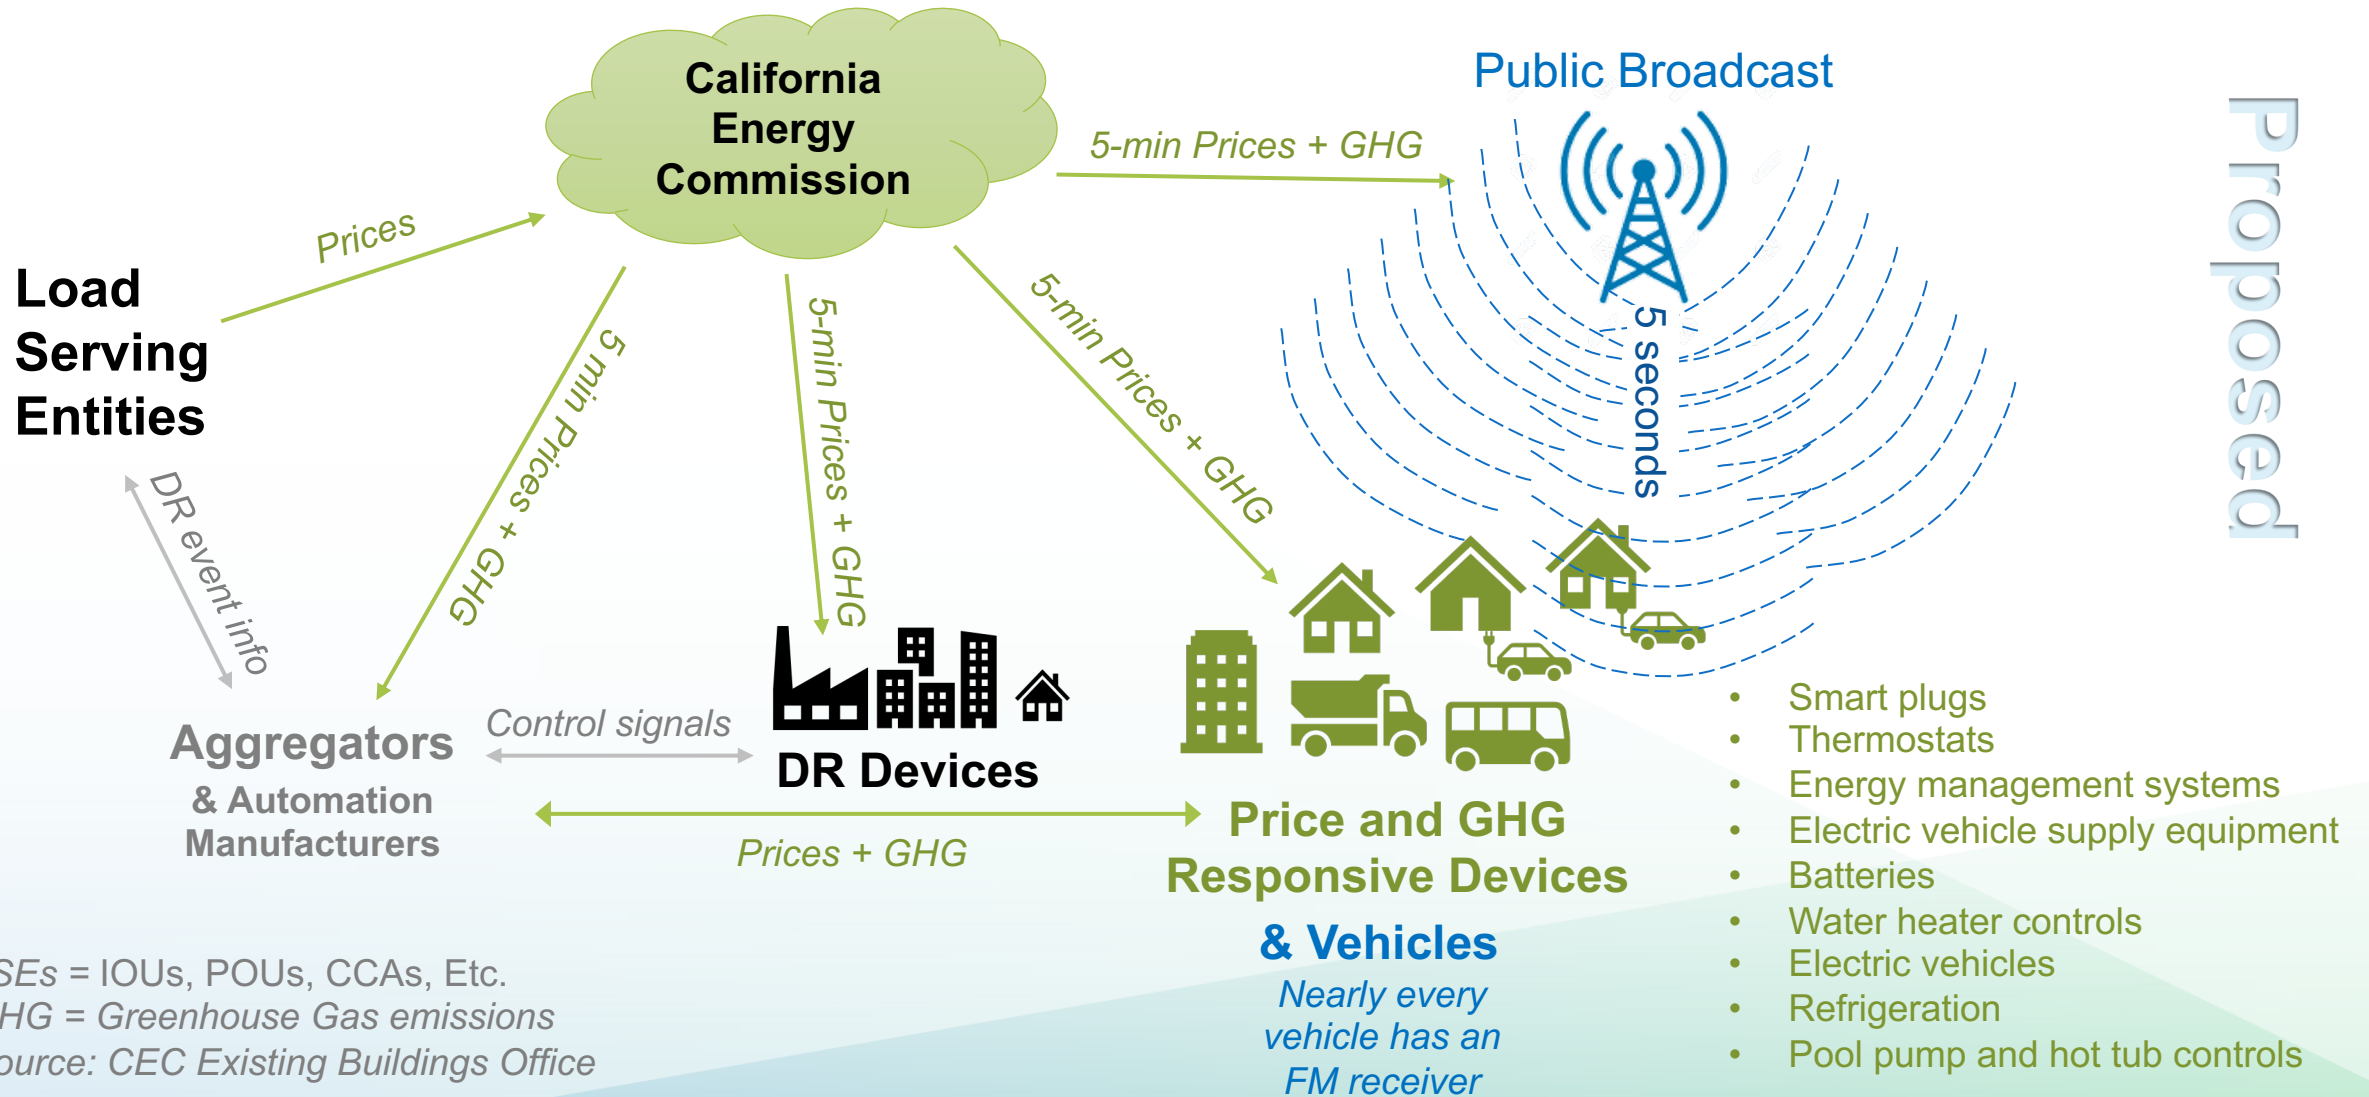 California
Energy
Commission
Public Broadcast
5-min Prices + GHG
Prices
Load
Serving
Entities
5 min Prices + GHG
5-min Prices + GHG
5-min Prices + GHG
5 seconds
Proposed
DR event info
Aggregators
& Automation
Manufacturers
Control signals
DR Devices
Prices + GHG
Price and GHG
Responsive Devices
& Vehicles
Nearly every
vehicle has an
FM receiver
• Smart plugs
• Thermostats
• Energy management systems
• Electric vehicle supply equipment
• Batteries
• Water heater controls
• Electric vehicles
• Refrigeration
• Pool pump and hot tub controls
SEs = IOUs, POUs, CCAs, Etc.
HG = Greenhouse Gas emissions
ource: CEC Existing Buildings Office